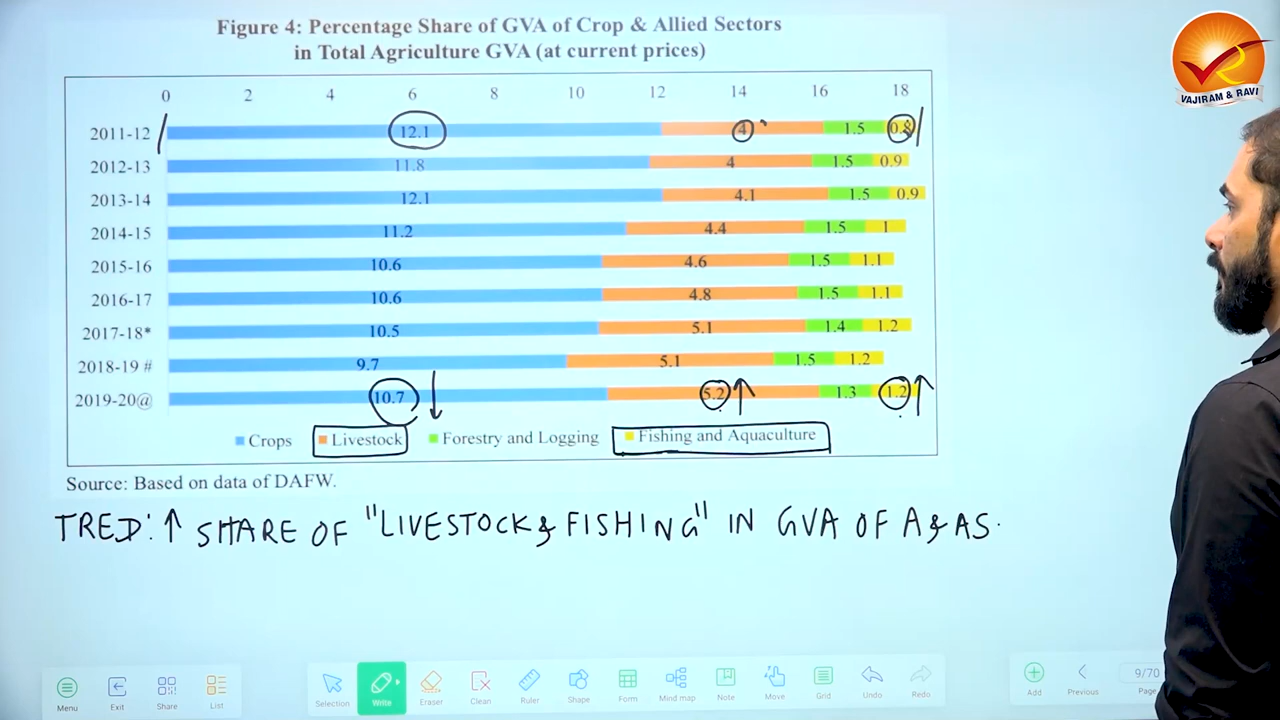 Figure 4: Percentage Share of GVA of Crop & Allied Sectors
in Total Agriculture GVA (at current prices)
VAJIRAM & RAVI
0 2 4 6 8 10 12 14 16 18
2011-12 12.1 4 1.5 0.8
2012-13 11.8 4 1.5 0.9
2013-14 12.1 4.1 1.5 0.9
2014-15 11.2 4.4 1.5 1
2015-16 10.6 4.6 1.5 1.1
2016-17 10.6 4.8 1.5 1.1
2017-18* 10.5 5.1 1.4 1.2
2018-19 # 9.7 5.1 1.5 1.2
2019-20@ 10.7 5.2 1.3 1.2
Crops Livestock Forestry and Logging Fishing and Aquaculture
Source: Based on data of DAFW.
TRED: ↑ SHARE OF "LIVESTOCK & FISHING" IN GVA OF A & AS.
Menu Exit Share List Selection Write Eraser Clean Ruler Shape Form Mind map Note Move Grid Undo Redo Add Previous 9/70 Page